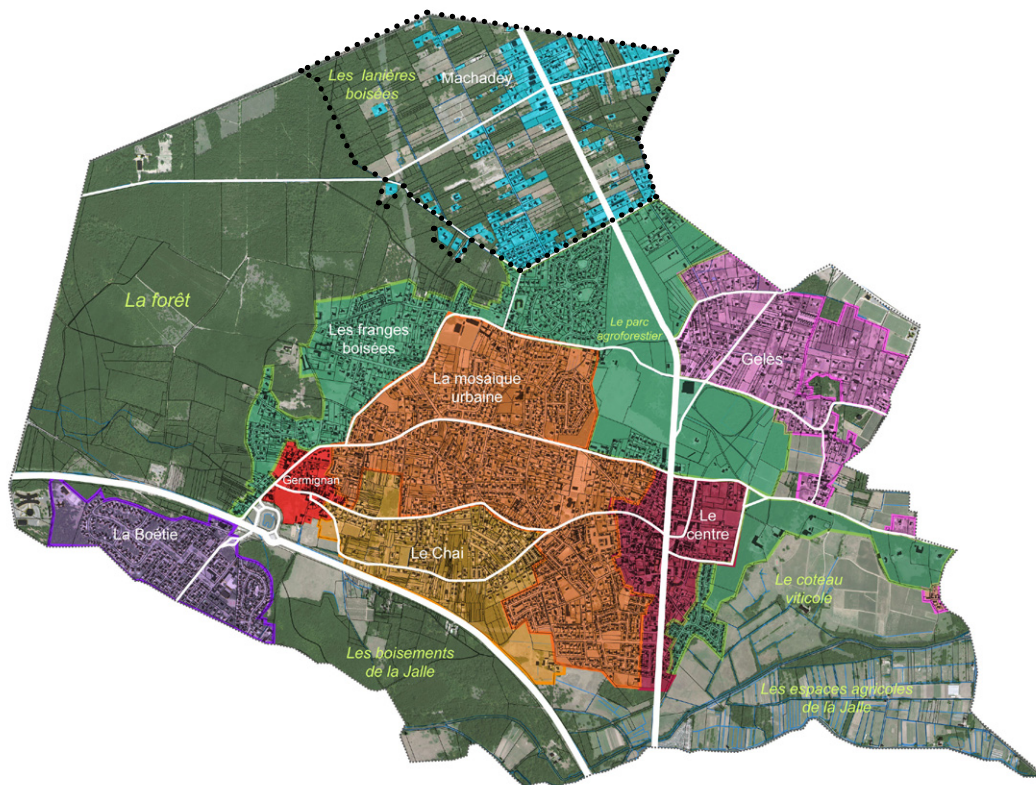 Les lanières
boisées
Machadey
La forêt
Les franges
boisées
Le parc
agroforestier
Gelès
La mosaique
urbaine
Germignan
La Boëtie
Le Chai
Le
centre
Le coteau
viticole
Les boisements
de la Jalle
Les espaces agricoles
de la Jalle